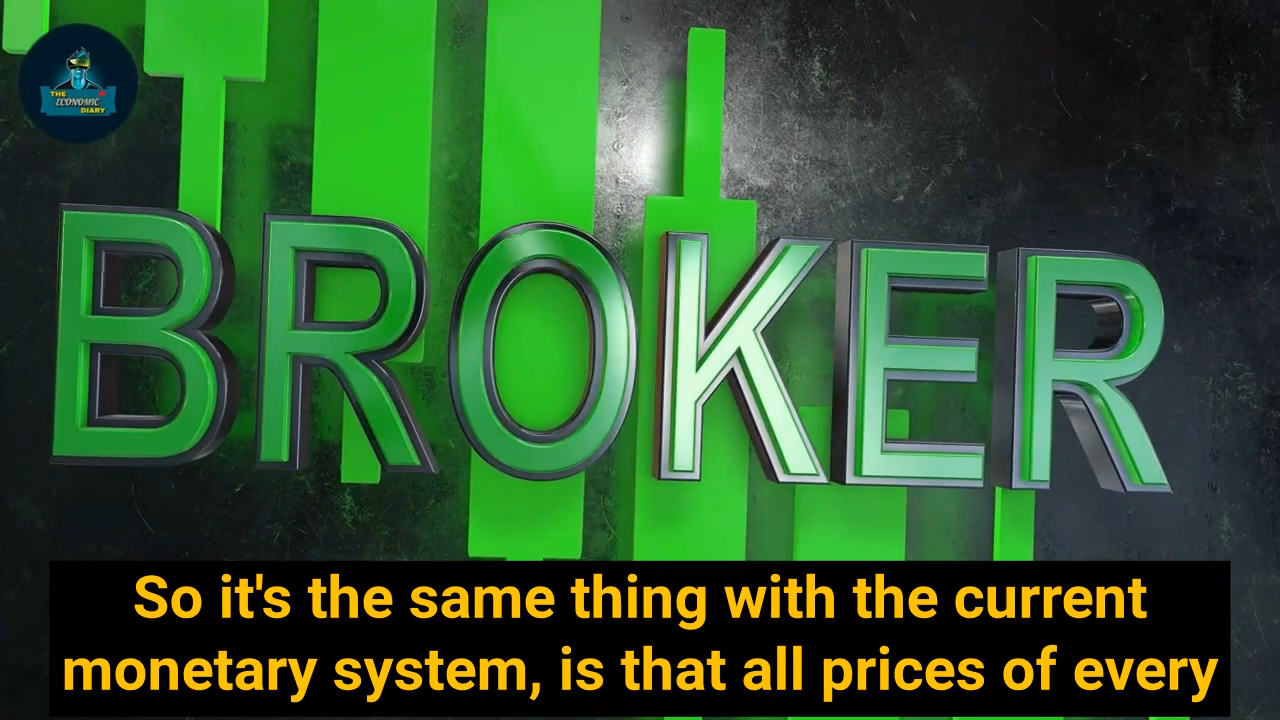 THE
ECONOMIC
DIARY
BROKER
So it's the same thing with the current
monetary system, is that all prices of every